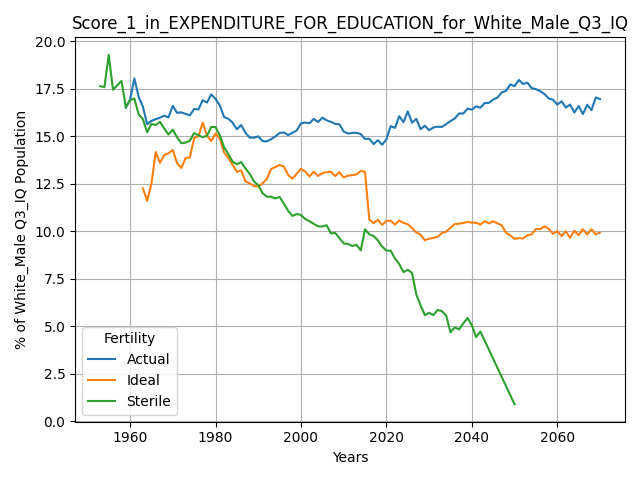 Score_1_in_EXPENDITURE_FOR_EDUCATION_for_White_Male_Q3_IQ
20.0
17.5
15.0
12.5
10.0
7.5
5.0
2.5
0.0
% of White_Male Q3_IQ Population
Fertility
Actual
Ideal
Sterile
1960 1980 2000 2020 2040 2060
Years